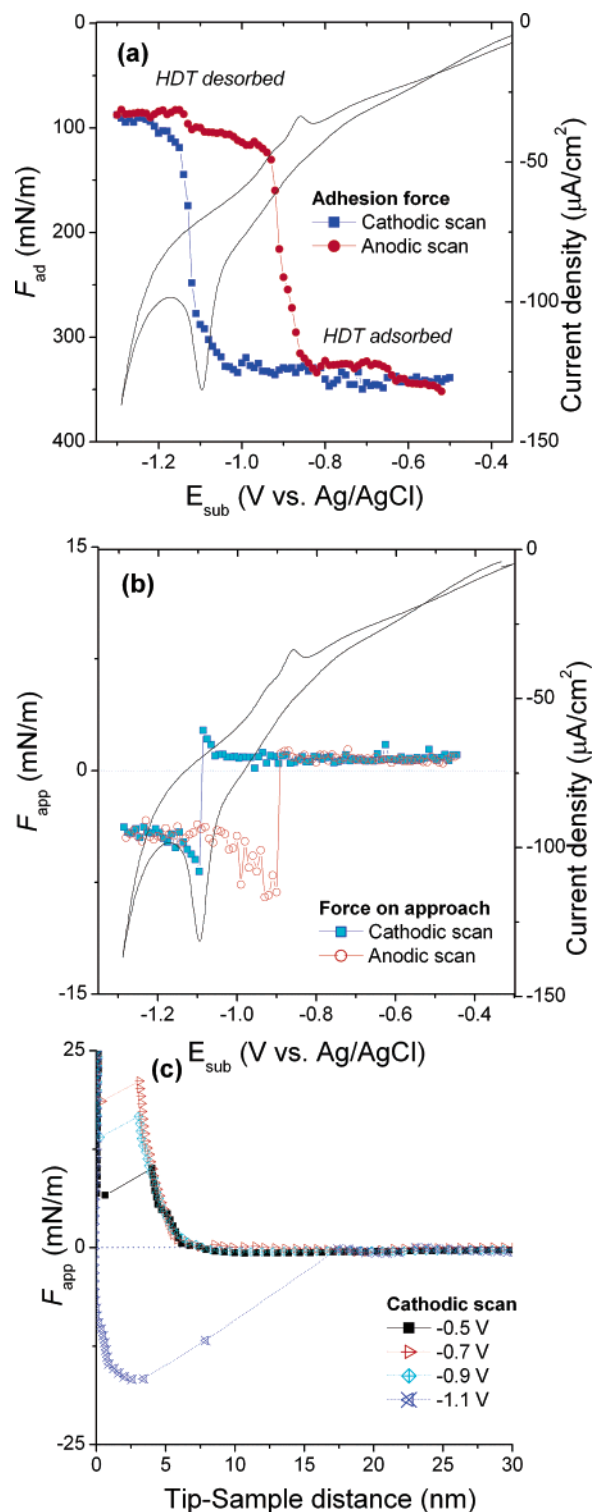 (a)
HDT desorbed
Adhesion force
Cathodic scan
Anodic scan
HDT adsorbed
0
100
200
300
400
F_ad (mN/m)
0
-50
-100
-150
Current density (μA/cm²)
-1.2 -1.0 -0.8 -0.6 -0.4
E_sub (V vs. Ag/AgCl)
(b)
15
0
-15
F_app (mN/m)
0
-50
-100
-150
Current density (μA/cm²)
Force on approach
Cathodic scan
Anodic scan
-1.2 -1.0 -0.8 -0.6 -0.4
E_sub (V vs. Ag/AgCl)
(c)
25
0
-25
F_app (mN/m)
Cathodic scan
-0.5 V
-0.7 V
-0.9 V
-1.1 V
0 5 10 15 20 25 30
Tip-Sample distance (nm)